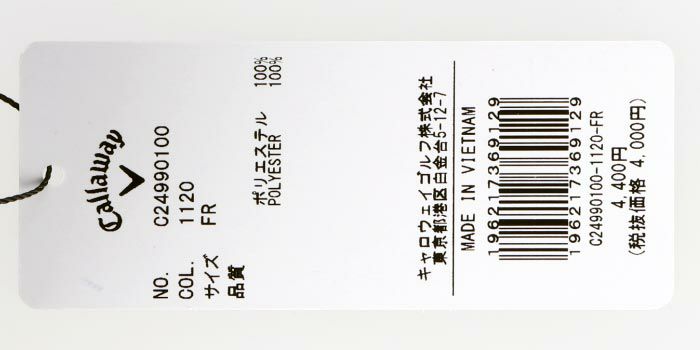 Callaway
NO. C24990100
COL. 1120
サイズ FR
品質
ポリエステル 100%
POLYESTER 100%
キャロウェイゴルフ株式会社
東京都港区白金台5-12-7
MADE IN VIETNAM
196217369129
196217369129
C24990100-1120-FR
4,400円
(税抜価格 4,000円)